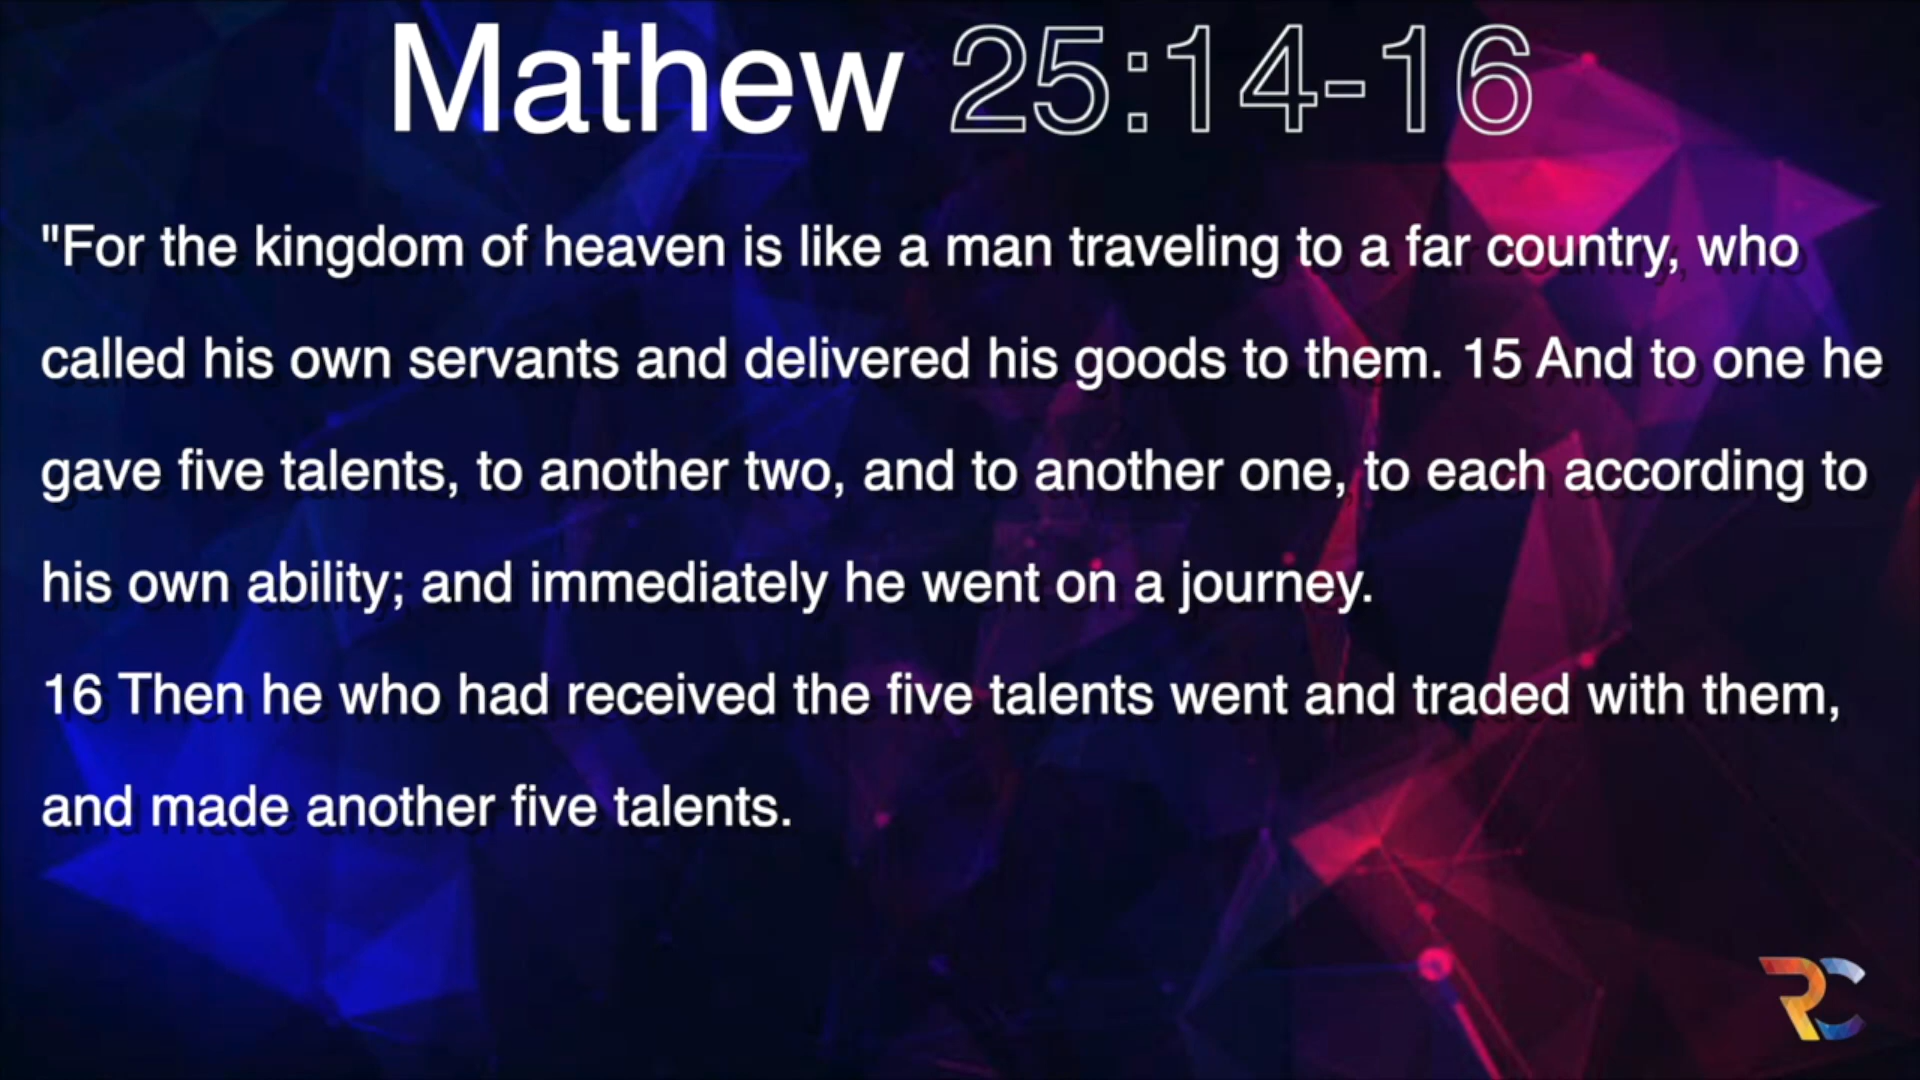 Mathew 25:14-16
"For the kingdom of heaven is like a man traveling to a far country, who
called his own servants and delivered his goods to them. 15 And to one he
gave five talents, to another two, and to another one, to each according to
his own ability; and immediately he went on a journey.
16 Then he who had received the five talents went and traded with them,
and made another five talents.
RC